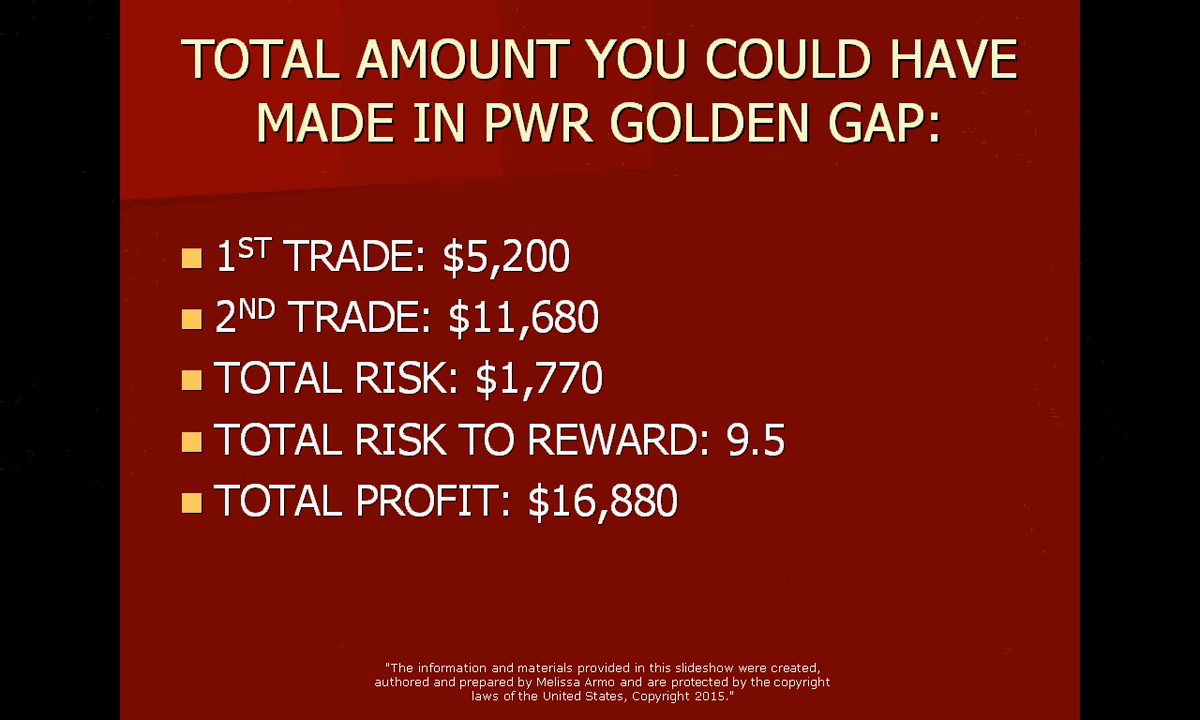 TOTAL AMOUNT YOU COULD HAVE
MADE IN PWR GOLDEN GAP:
1ST TRADE: $5,200
2ND TRADE: $11,680
TOTAL RISK: $1,770
TOTAL RISK TO REWARD: 9.5
TOTAL PROFIT: $16,880
"The information and materials provided in this slideshow were created,
authored and prepared by Melissa Armo and are protected by the copyright
laws of the United States, Copyright 2015."